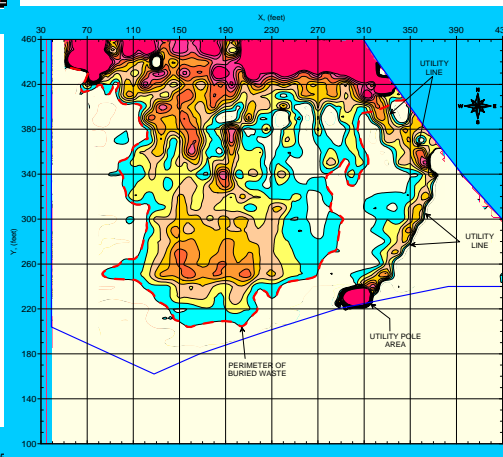 X, (feet)
30 70 110 150 190 230 270 310 350 390 43
460
420
380
340
300
260
220
180
140
100
Y, (feet)
UTILITY
LINE
N
W E
S
UTILITY
LINE
UTILITY POLE
AREA
PERIMETER OF
BURIED WASTE